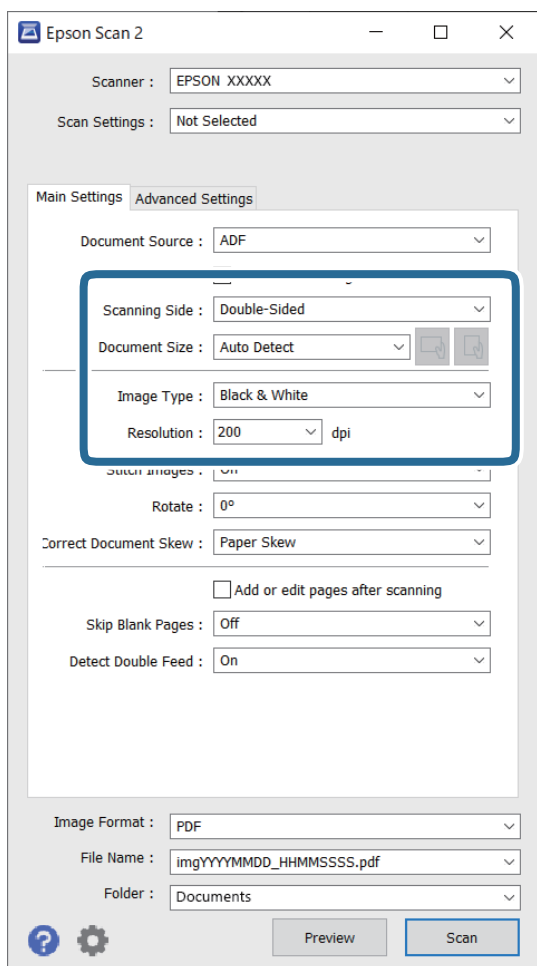 Epson Scan 2
Scanner : EPSON XXXXX
Scan Settings : Not Selected
Main Settings Advanced Settings
Document Source : ADF
Scanning Side : Double-Sided
Document Size : Auto Detect
Image Type : Black & White
Resolution : 200 dpi
Stitch Images : Off
Rotate : 0°
Correct Document Skew : Paper Skew
Add or edit pages after scanning
Skip Blank Pages : Off
Detect Double Feed : On
Image Format : PDF
File Name : imgYYYYMMDD_HHMMSSSS.pdf
Folder : Documents
Preview Scan